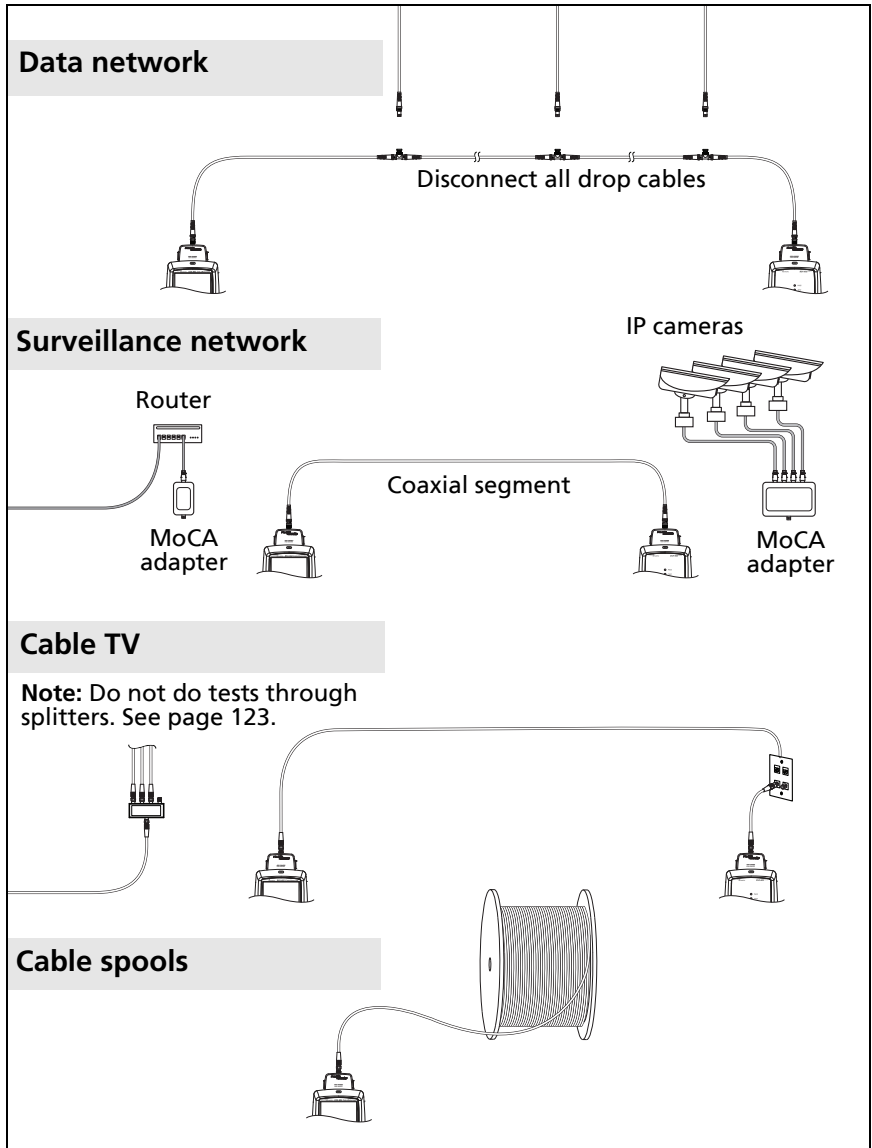 Data network
Disconnect all drop cables
Surveillance network
IP cameras
Router
Coaxial segment
MoCA
adapter
MoCA
adapter
Cable TV
Note: Do not do tests through
splitters. See page 123.
Cable spools